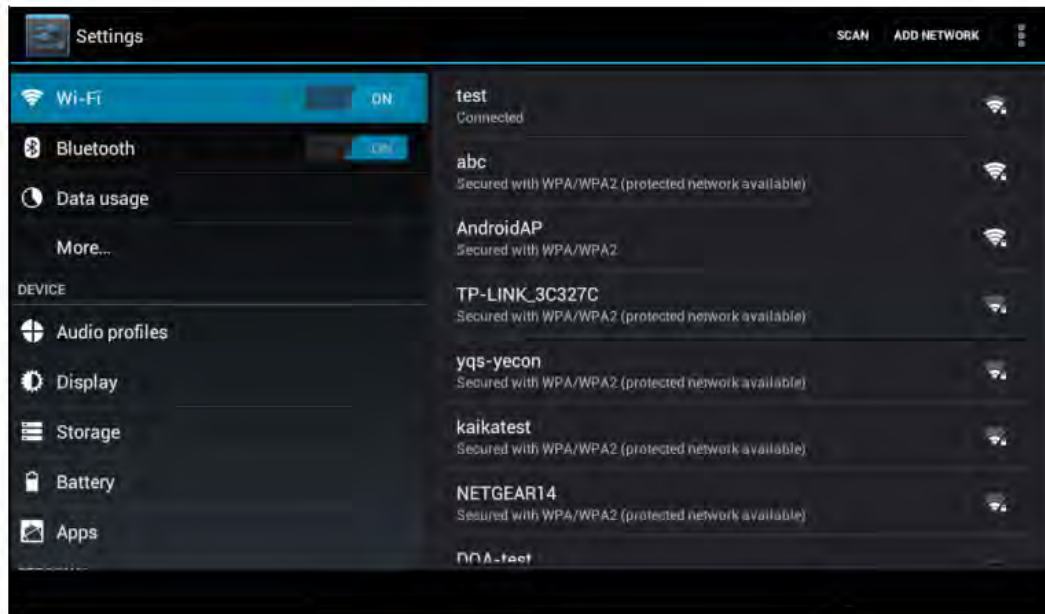 Settings
SCAN
ADD NETWORK
Wi-Fi
ON
Bluetooth
ON
Data usage
More...
DEVICE
Audio profiles
Display
Storage
Battery
Apps
test
Connected
abc
Secured with WPA/WPA2 (protected network available)
AndroidAP
Secured with WPA/WPA2
TP-LINK_3C327C
Secured with WPA/WPA2 (protected network available)
yqs-yecon
Secured with WPA/WPA2 (protected network available)
kaikatest
Secured with WPA/WPA2 (protected network available)
NETGEAR14
Secured with WPA/WPA2 (protected network available)